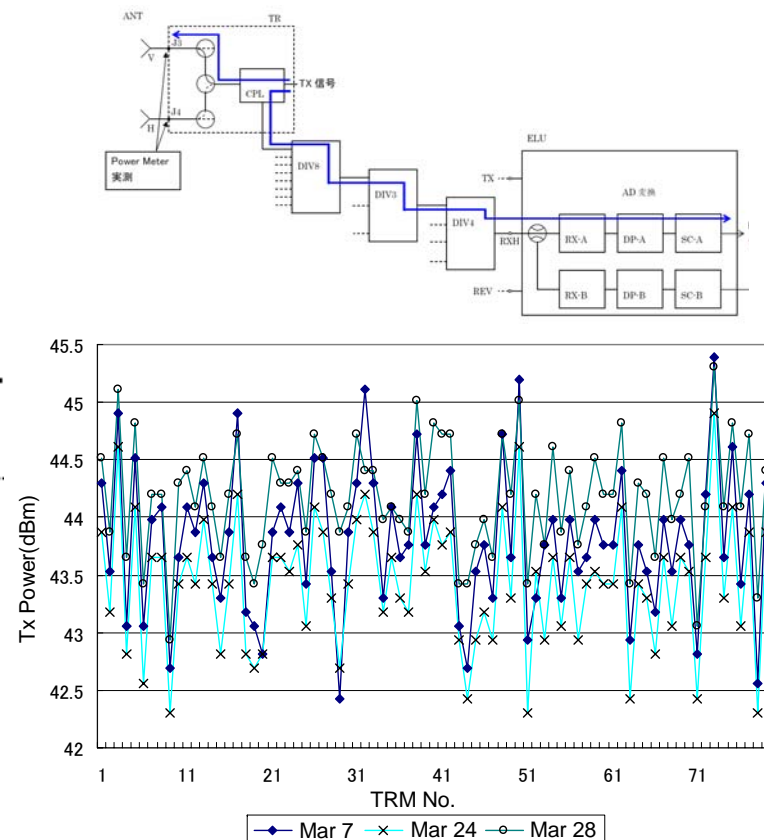 ANT
TR
J3
V
TX 信号
CPL
J4
H
Power Meter
実測
ELU
DIV8
TX
DIV3
AD 変換
DIV4
RXH
RX-A
DP-A
SC-A
REV
RX-B
DP-B
SC-B
45.5
45
44.5
44
43.5
43
42.5
42
Tx Power(dBm)
1
11
21
31
41
51
61
71
TRM No.
Mar 7
Mar 24
Mar 28